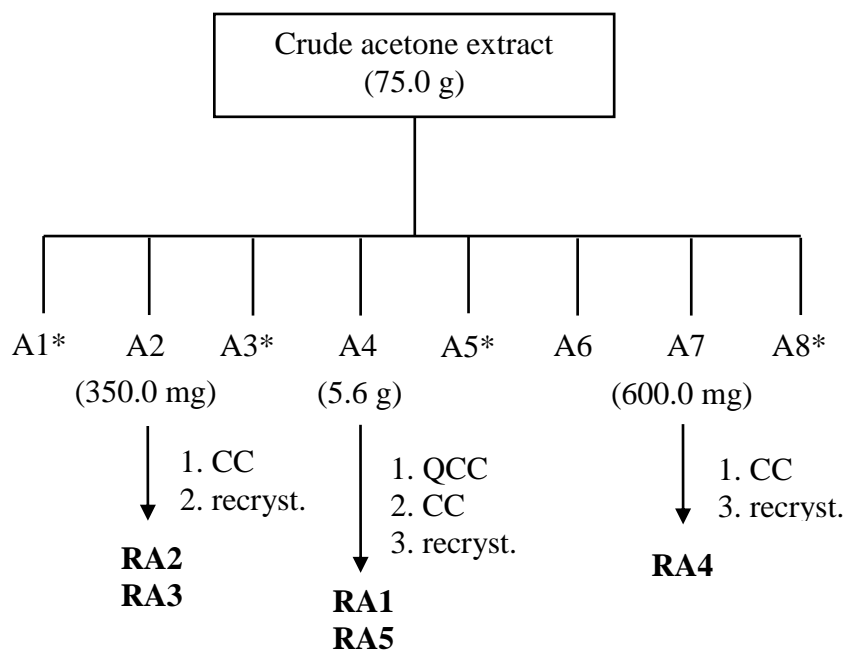 Crude acetone extract
(75.0 g)
A1*
A2
A3*
A4
A5*
A6
A7
A8*
(350.0 mg)
(5.6 g)
(600.0 mg)
1. CC
2. recryst.
1. QCC
2. CC
3. recryst.
1. CC
3. recryst.
RA2
RA3
RA1
RA5
RA4